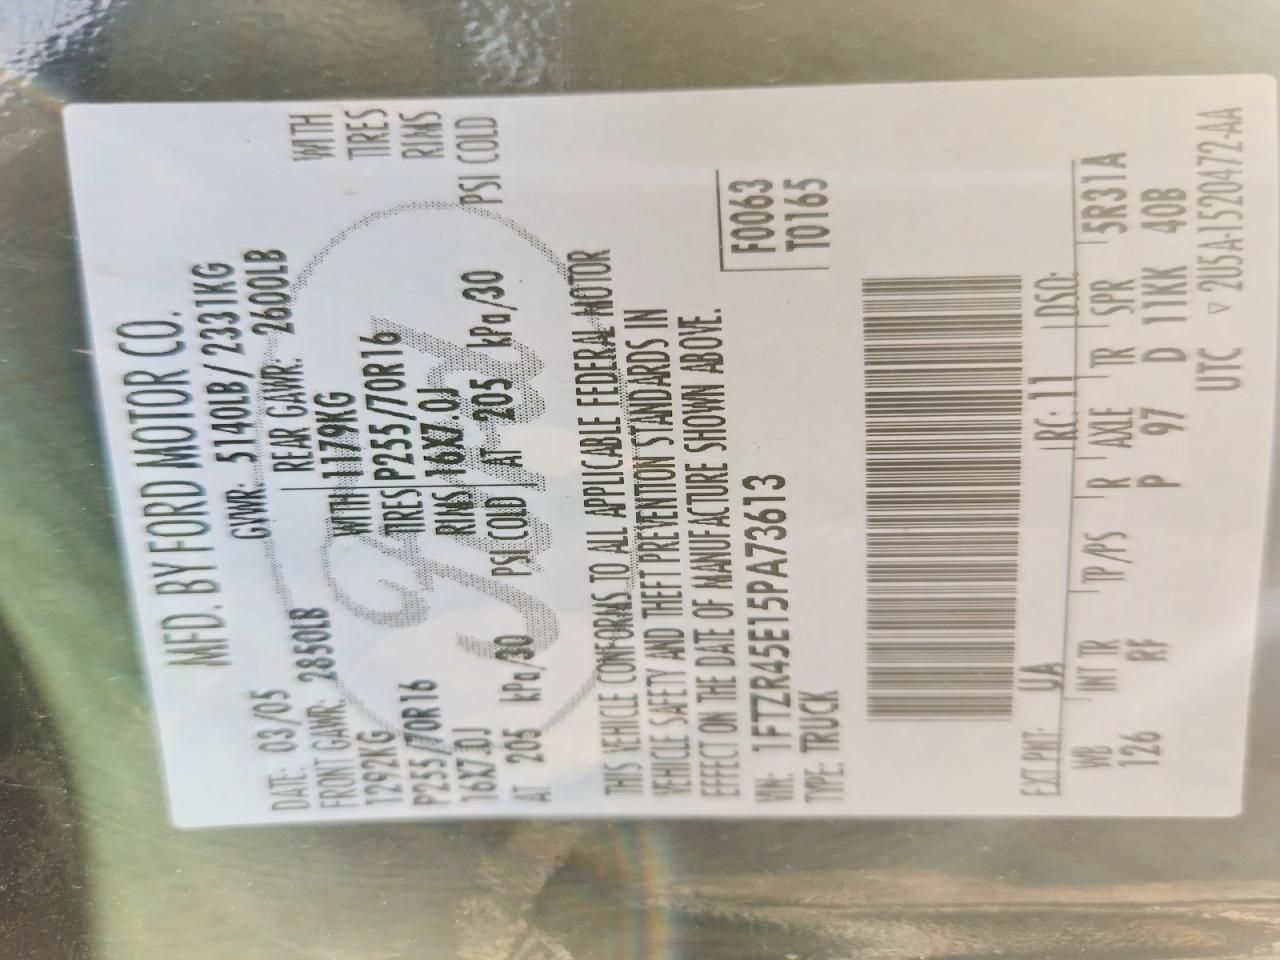 MFD. BY FORD MOTOR CO.
DATE: 03/05 GVWR: 5140LB/ 2331KG
FRONT GAWR: 2850LB REAR GAWR: 2600LB
1292KG WITH 1179KG WITH
P255/70R16 TIRES P255/70R16 TIRES
16X7.0J RIMS 16X7.0J RIMS
AT 205 kPa/30 PSI COLD AT 205 kPa/30 PSI COLD
THIS VEHICLE CONFORMS TO ALL APPLICABLE FEDERAL MOTOR
VEHICLE SAFETY AND THEFT PREVENTION STANDARDS IN
EFFECT ON THE DATE OF MANUFACTURE SHOWN ABOVE.
VIN: 1FTZR45E15PA73613 F0063
TYPE: TRUCK T0165
EXT PNT: UA RC: 11 DSO:
WB INT TR TP/PS R AXLE TR SPR 5R31A
126 RF P 97 D 11KK 40B
UTC ▽ 2U5A-1520472-AA
Ford